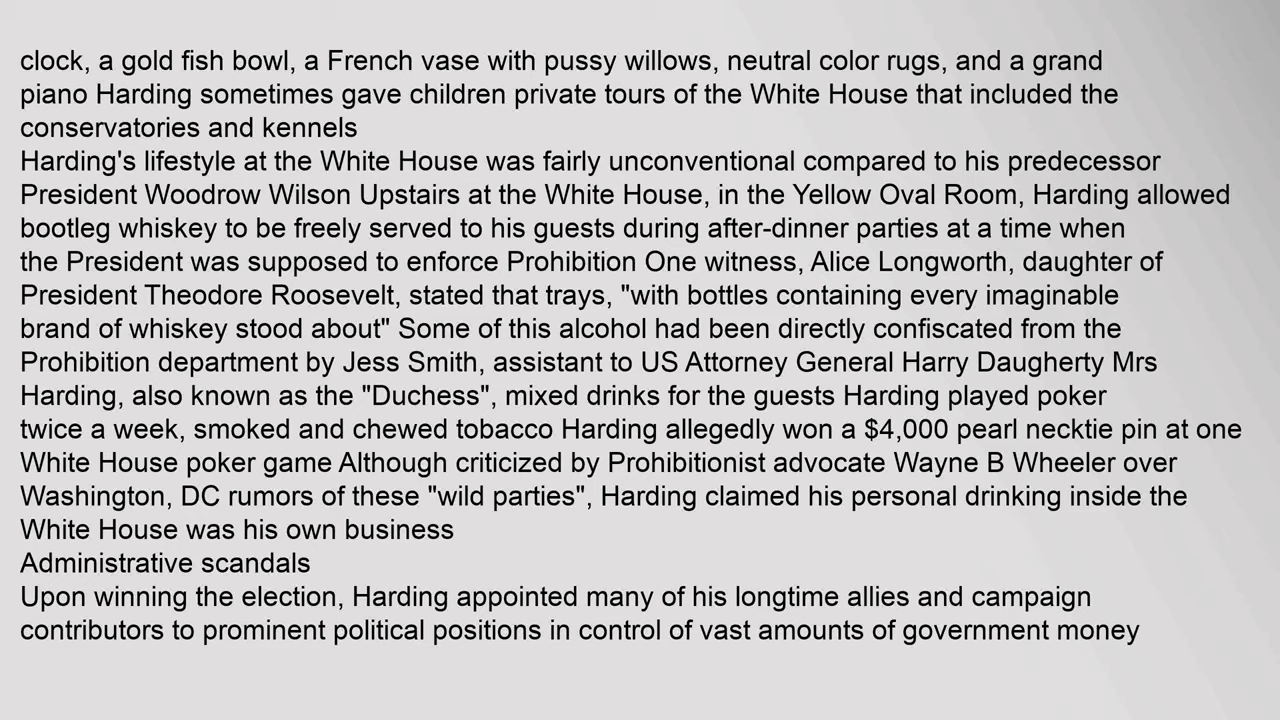 clock, a gold fish bowl, a French vase with pussy willows, neutral color rugs, and a grand
piano Harding sometimes gave children private tours of the White House that included the
conservatories and kennels
Harding's lifestyle at the White House was fairly unconventional compared to his predecessor
President Woodrow Wilson Upstairs at the White House, in the Yellow Oval Room, Harding allowed
bootleg whiskey to be freely served to his guests during after-dinner parties at a time when
the President was supposed to enforce Prohibition One witness, Alice Longworth, daughter of
President Theodore Roosevelt, stated that trays, "with bottles containing every imaginable
brand of whiskey stood about" Some of this alcohol had been directly confiscated from the
Prohibition department by Jess Smith, assistant to US Attorney General Harry Daugherty Mrs
Harding, also known as the "Duchess", mixed drinks for the guests Harding played poker
twice a week, smoked and chewed tobacco Harding allegedly won a $4,000 pearl necktie pin at one
White House poker game Although criticized by Prohibitionist advocate Wayne B Wheeler over
Washington, DC rumors of these "wild parties", Harding claimed his personal drinking inside the
White House was his own business
Administrative scandals
Upon winning the election, Harding appointed many of his longtime allies and campaign
contributors to prominent political positions in control of vast amounts of government money